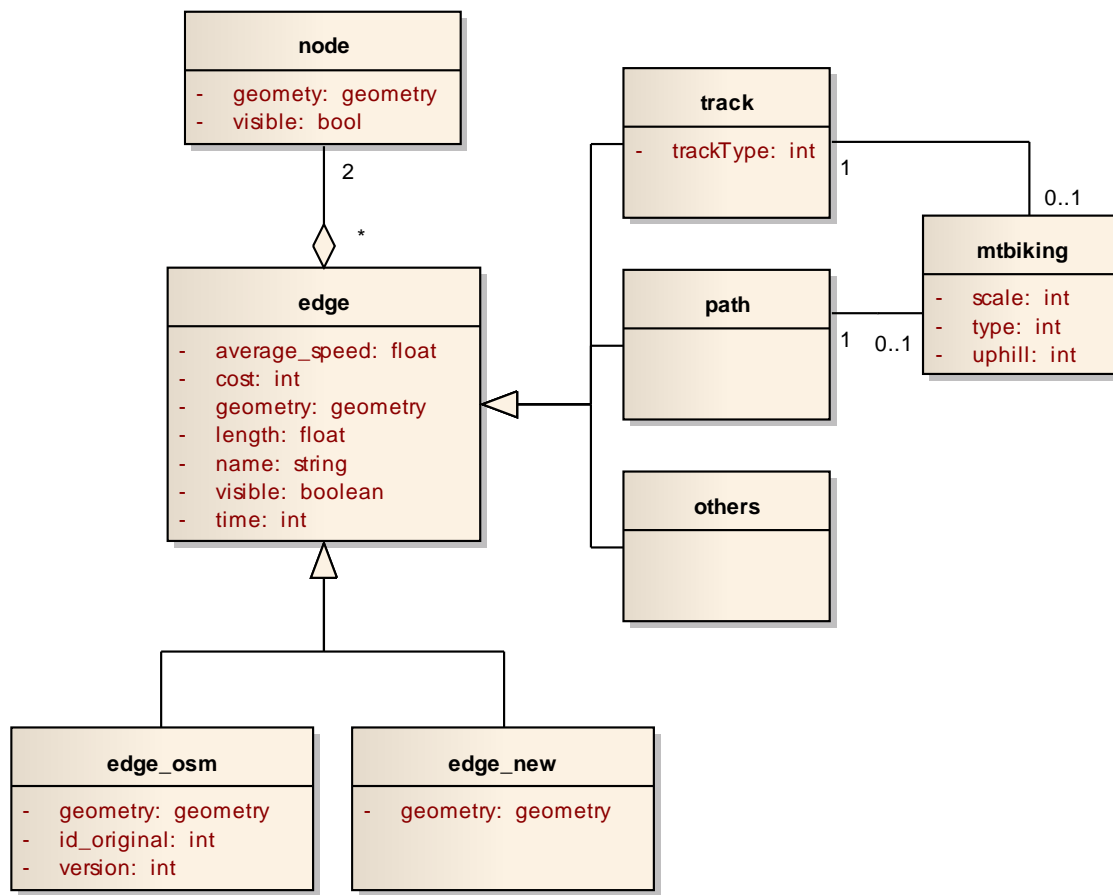 node
- geomety: geometry
- visible: bool
2
*
edge
- average_speed: float
- cost: int
- geometry: geometry
- length: float
- name: string
- visible: boolean
- time: int
track
- trackType: int
1
0..1
mtbiking
- scale: int
- type: int
- uphill: int
path
1
0..1
others
edge_osm
- geometry: geometry
- id_original: int
- version: int
edge_new
- geometry: geometry